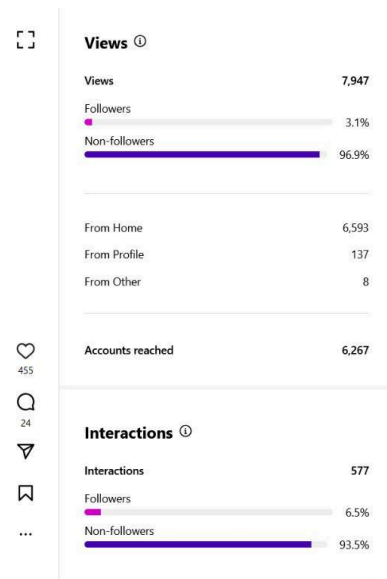 Views
Views 7,947
Followers
3.1%
Non-followers
96.9%
From Home 6,593
From Profile 137
From Other 8
Accounts reached 6,267
455
24
Interactions
Interactions 577
Followers
6.5%
Non-followers
93.5%